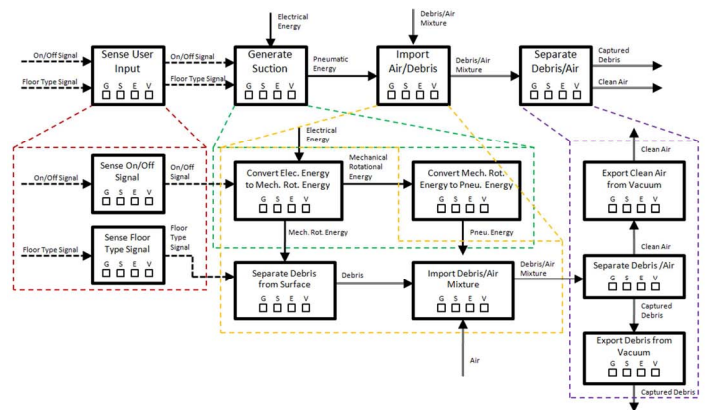 Electrical
Energy
Debris/Air
Mixture
On/Off Signal
Floor Type Signal
Sense User
Input
G S E V
On/Off Signal
Floor Type Signal
Generate
Suction
G S E V
Pneumatic
Energy
Import
Air/Debris
G S E V
Debris/Air
Mixture
Separate
Debris/Air
G S E V
Captured
Debris
Clean Air
Electrical
Energy
On/Off Signal
Sense On/Off
Signal
G S E V
On/Off
Signal
Convert Elec. Energy
to Mech. Rot. Energy
G S E V
Mechanical
Rotational
Energy
Convert Mech. Rot.
Energy to Pneu. Energy
G S E V
Clean Air
Export Clean Air
from Vacuum
G S E V
Floor Type Signal
Sense Floor
Type Signal
G S E V
Floor
Type
Signal
Mech. Rot. Energy
Pneu. Energy
Clean Air
Separate Debris
from Surface
G S E V
Debris
Import Debris/Air
Mixture
G S E V
Debris/Air
Mixture
Separate Debris /Air
G S E V
Captured
Debris
Air
Export Debris from
Vacuum
G S E V
Captured Debris